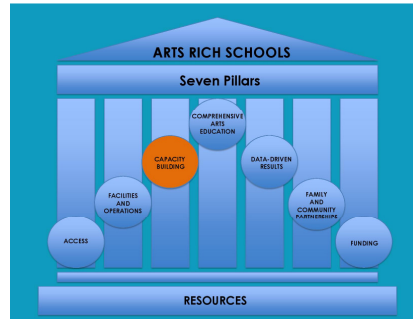 ARTS RICH SCHOOLS
Seven Pillars
COMPREHENSIVE
ARTS
EDUCATION
CAPACITY
BUILDING
DATA-DRIVEN
RESULTS
FACILITIES
AND
OPERATIONS
FAMILY
AND
COMMUNITY
PARTNERSHIPS
ACCESS
FUNDING
RESOURCES